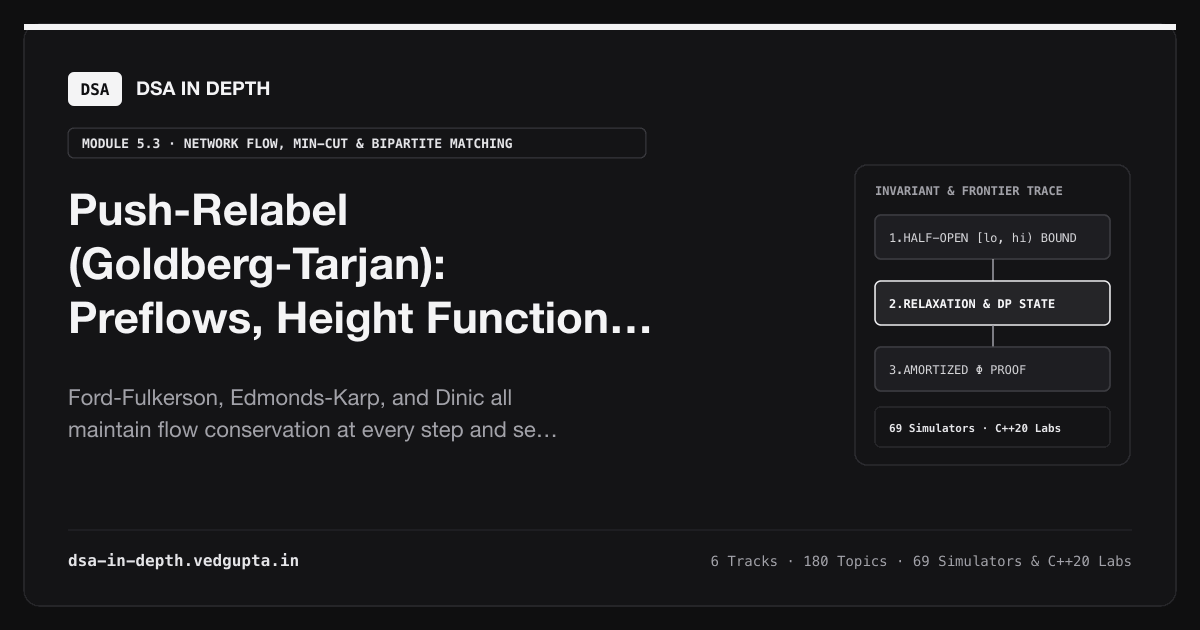 DSA
DSA IN DEPTH
MODULE 5.3 · NETWORK FLOW, MIN-CUT & BIPARTITE MATCHING
Push-Relabel
(Goldberg-Tarjan):
Preflows, Height Function…
Ford-Fulkerson, Edmonds-Karp, and Dinic all
maintain flow conservation at every step and se…
INVARIANT & FRONTIER TRACE
1.HALF-OPEN [lo, hi) BOUND
2.RELAXATION & DP STATE
3.AMORTIZED Φ PROOF
69 Simulators · C++20 Labs
dsa-in-depth.vedgupta.in
6 Tracks · 180 Topics · 69 Simulators & C++20 Labs